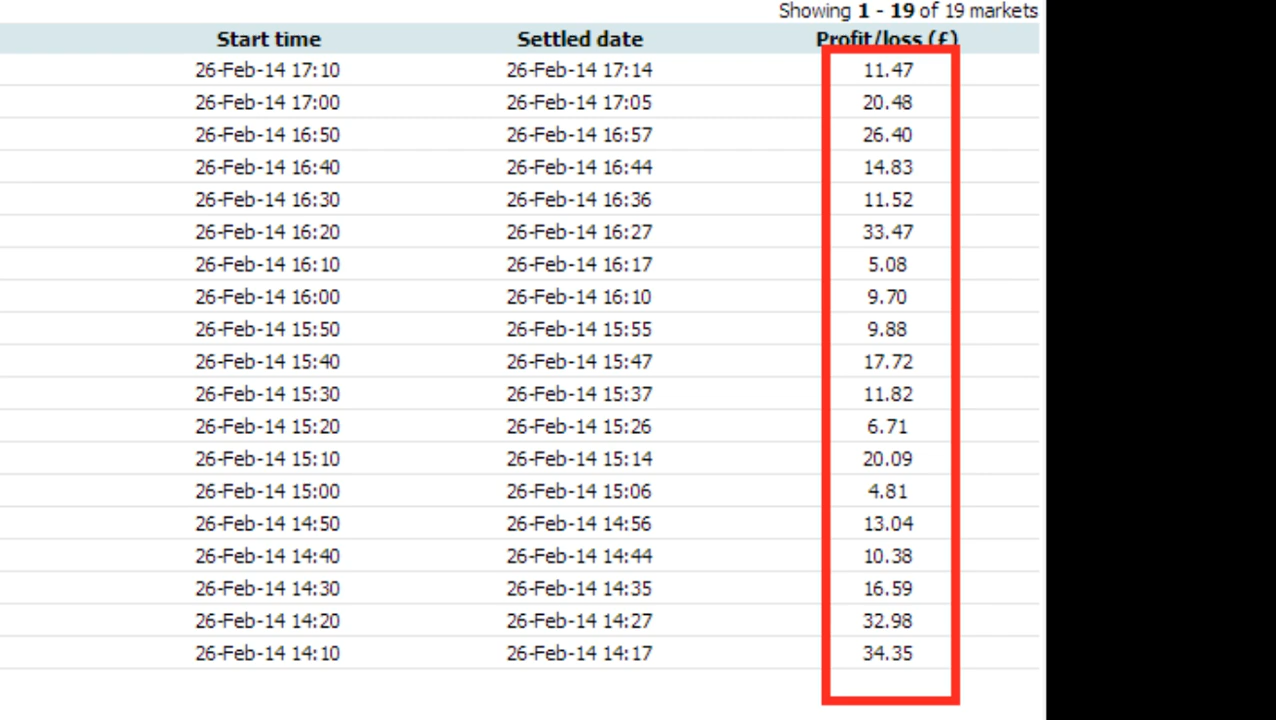 Showing 1 - 19 of 19 markets
Start time Settled date Profit/loss (£)
26-Feb-14 17:10 26-Feb-14 17:14 11.47
26-Feb-14 17:00 26-Feb-14 17:05 20.48
26-Feb-14 16:50 26-Feb-14 16:57 26.40
26-Feb-14 16:40 26-Feb-14 16:44 14.83
26-Feb-14 16:30 26-Feb-14 16:36 11.52
26-Feb-14 16:20 26-Feb-14 16:27 33.47
26-Feb-14 16:10 26-Feb-14 16:17 5.08
26-Feb-14 16:00 26-Feb-14 16:10 9.70
26-Feb-14 15:50 26-Feb-14 15:55 9.88
26-Feb-14 15:40 26-Feb-14 15:47 17.72
26-Feb-14 15:30 26-Feb-14 15:37 11.82
26-Feb-14 15:20 26-Feb-14 15:26 6.71
26-Feb-14 15:10 26-Feb-14 15:14 20.09
26-Feb-14 15:00 26-Feb-14 15:06 4.81
26-Feb-14 14:50 26-Feb-14 14:56 13.04
26-Feb-14 14:40 26-Feb-14 14:44 10.38
26-Feb-14 14:30 26-Feb-14 14:35 16.59
26-Feb-14 14:20 26-Feb-14 14:27 32.98
26-Feb-14 14:10 26-Feb-14 14:17 34.35